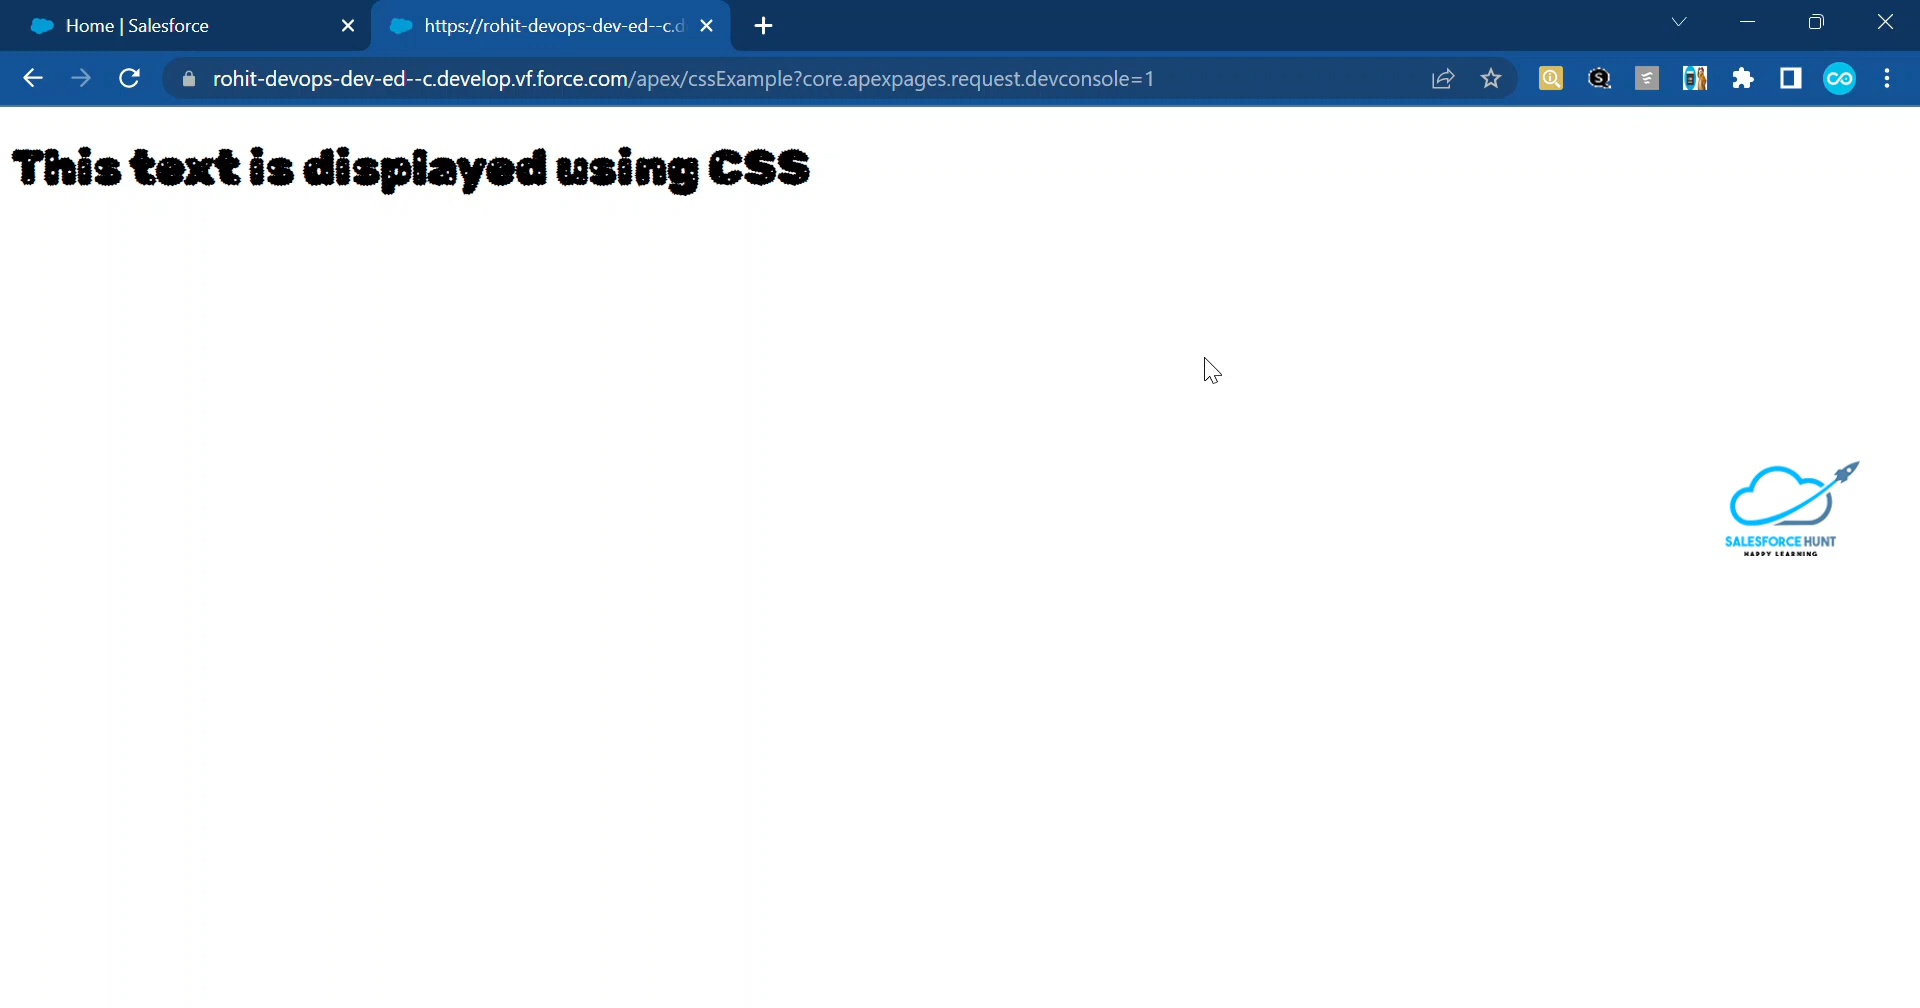 Home | Salesforce
https://rohit-devops-dev-ed--c.d
rohit-devops-dev-ed--c.develop.vf.force.com/apex/cssExample?core.apexpages.request.devconsole=1
This text is displayed using CSS
SALESFORCE HUNT
HAPPY LEARNING